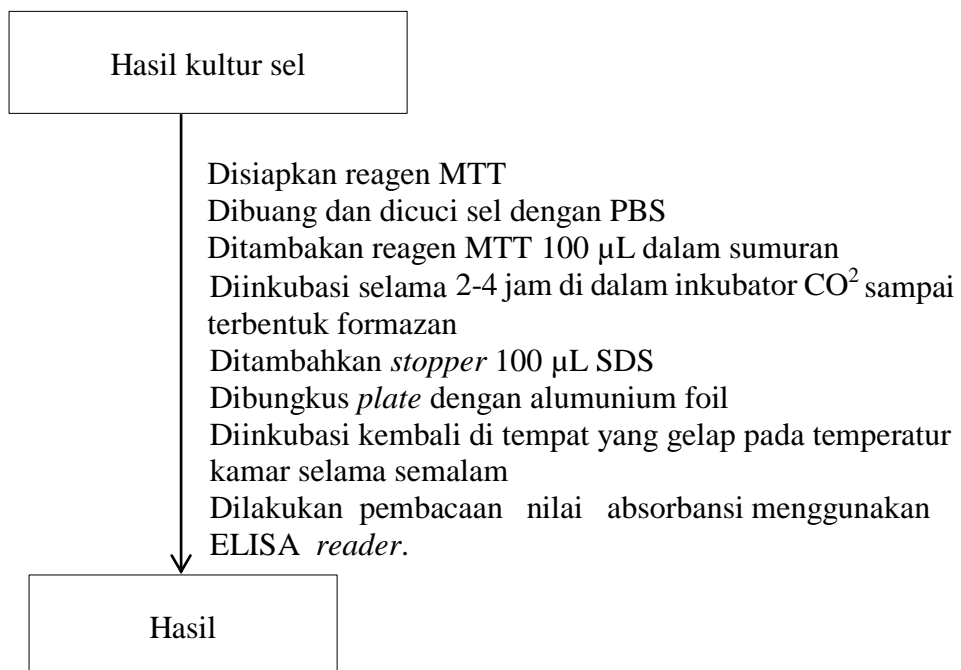 Hasil kultur sel
Disiapkan reagen MTT
Dibuang dan dicuci sel dengan PBS
Ditambakan reagen MTT 100 µL dalam sumuran
Diinkubasi selama 2-4 jam di dalam inkubator CO² sampai
terbentuk formazan
Ditambahkan stopper 100 µL SDS
Dibungkus plate dengan alumunium foil
Diinkubasi kembali di tempat yang gelap pada temperatur
kamar selama semalam
Dilakukan pembacaan nilai absorbansi menggunakan
ELISA reader.
Hasil